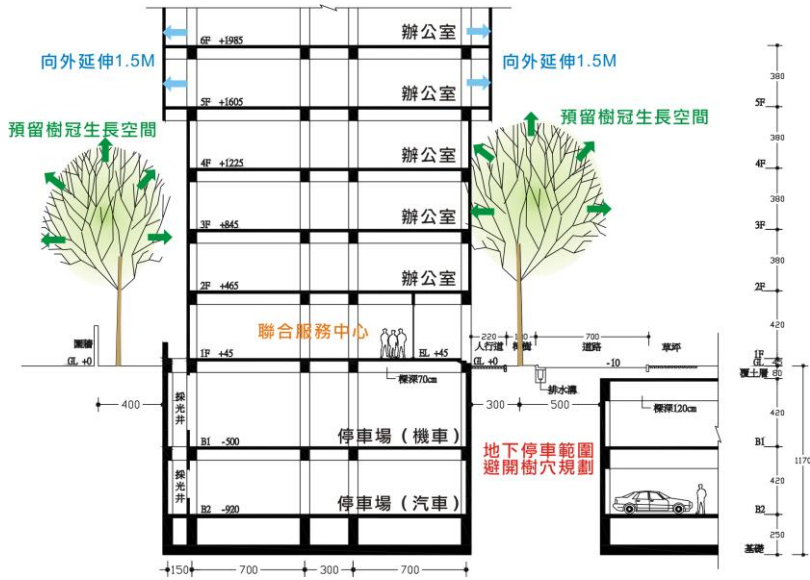 6F +1985
辦公室
向外延伸1.5M
向外延伸1.5M
380
5F +1605
辦公室
5F
預留樹冠生長空間
預留樹冠生長空間
380
4F +1225
辦公室
4F
380
3F +845
辦公室
3F
380
2F +465
辦公室
2F
聯合服務中心
420
圍牆
GL +0
1F +45
EL +45
220
700
人行道
道路
草坪
GL +0
-10
1F
GL
45
覆土層
80
樑深70cm
排水溝
400
300
500
採光井
樑深120cm
420
停車場（機車）
B1 -500
地下停車範圍
避開樹穴規劃
B1
1170
採光井
停車場（汽車）
420
B2 -920
B2
250
基礎
150
700
300
700